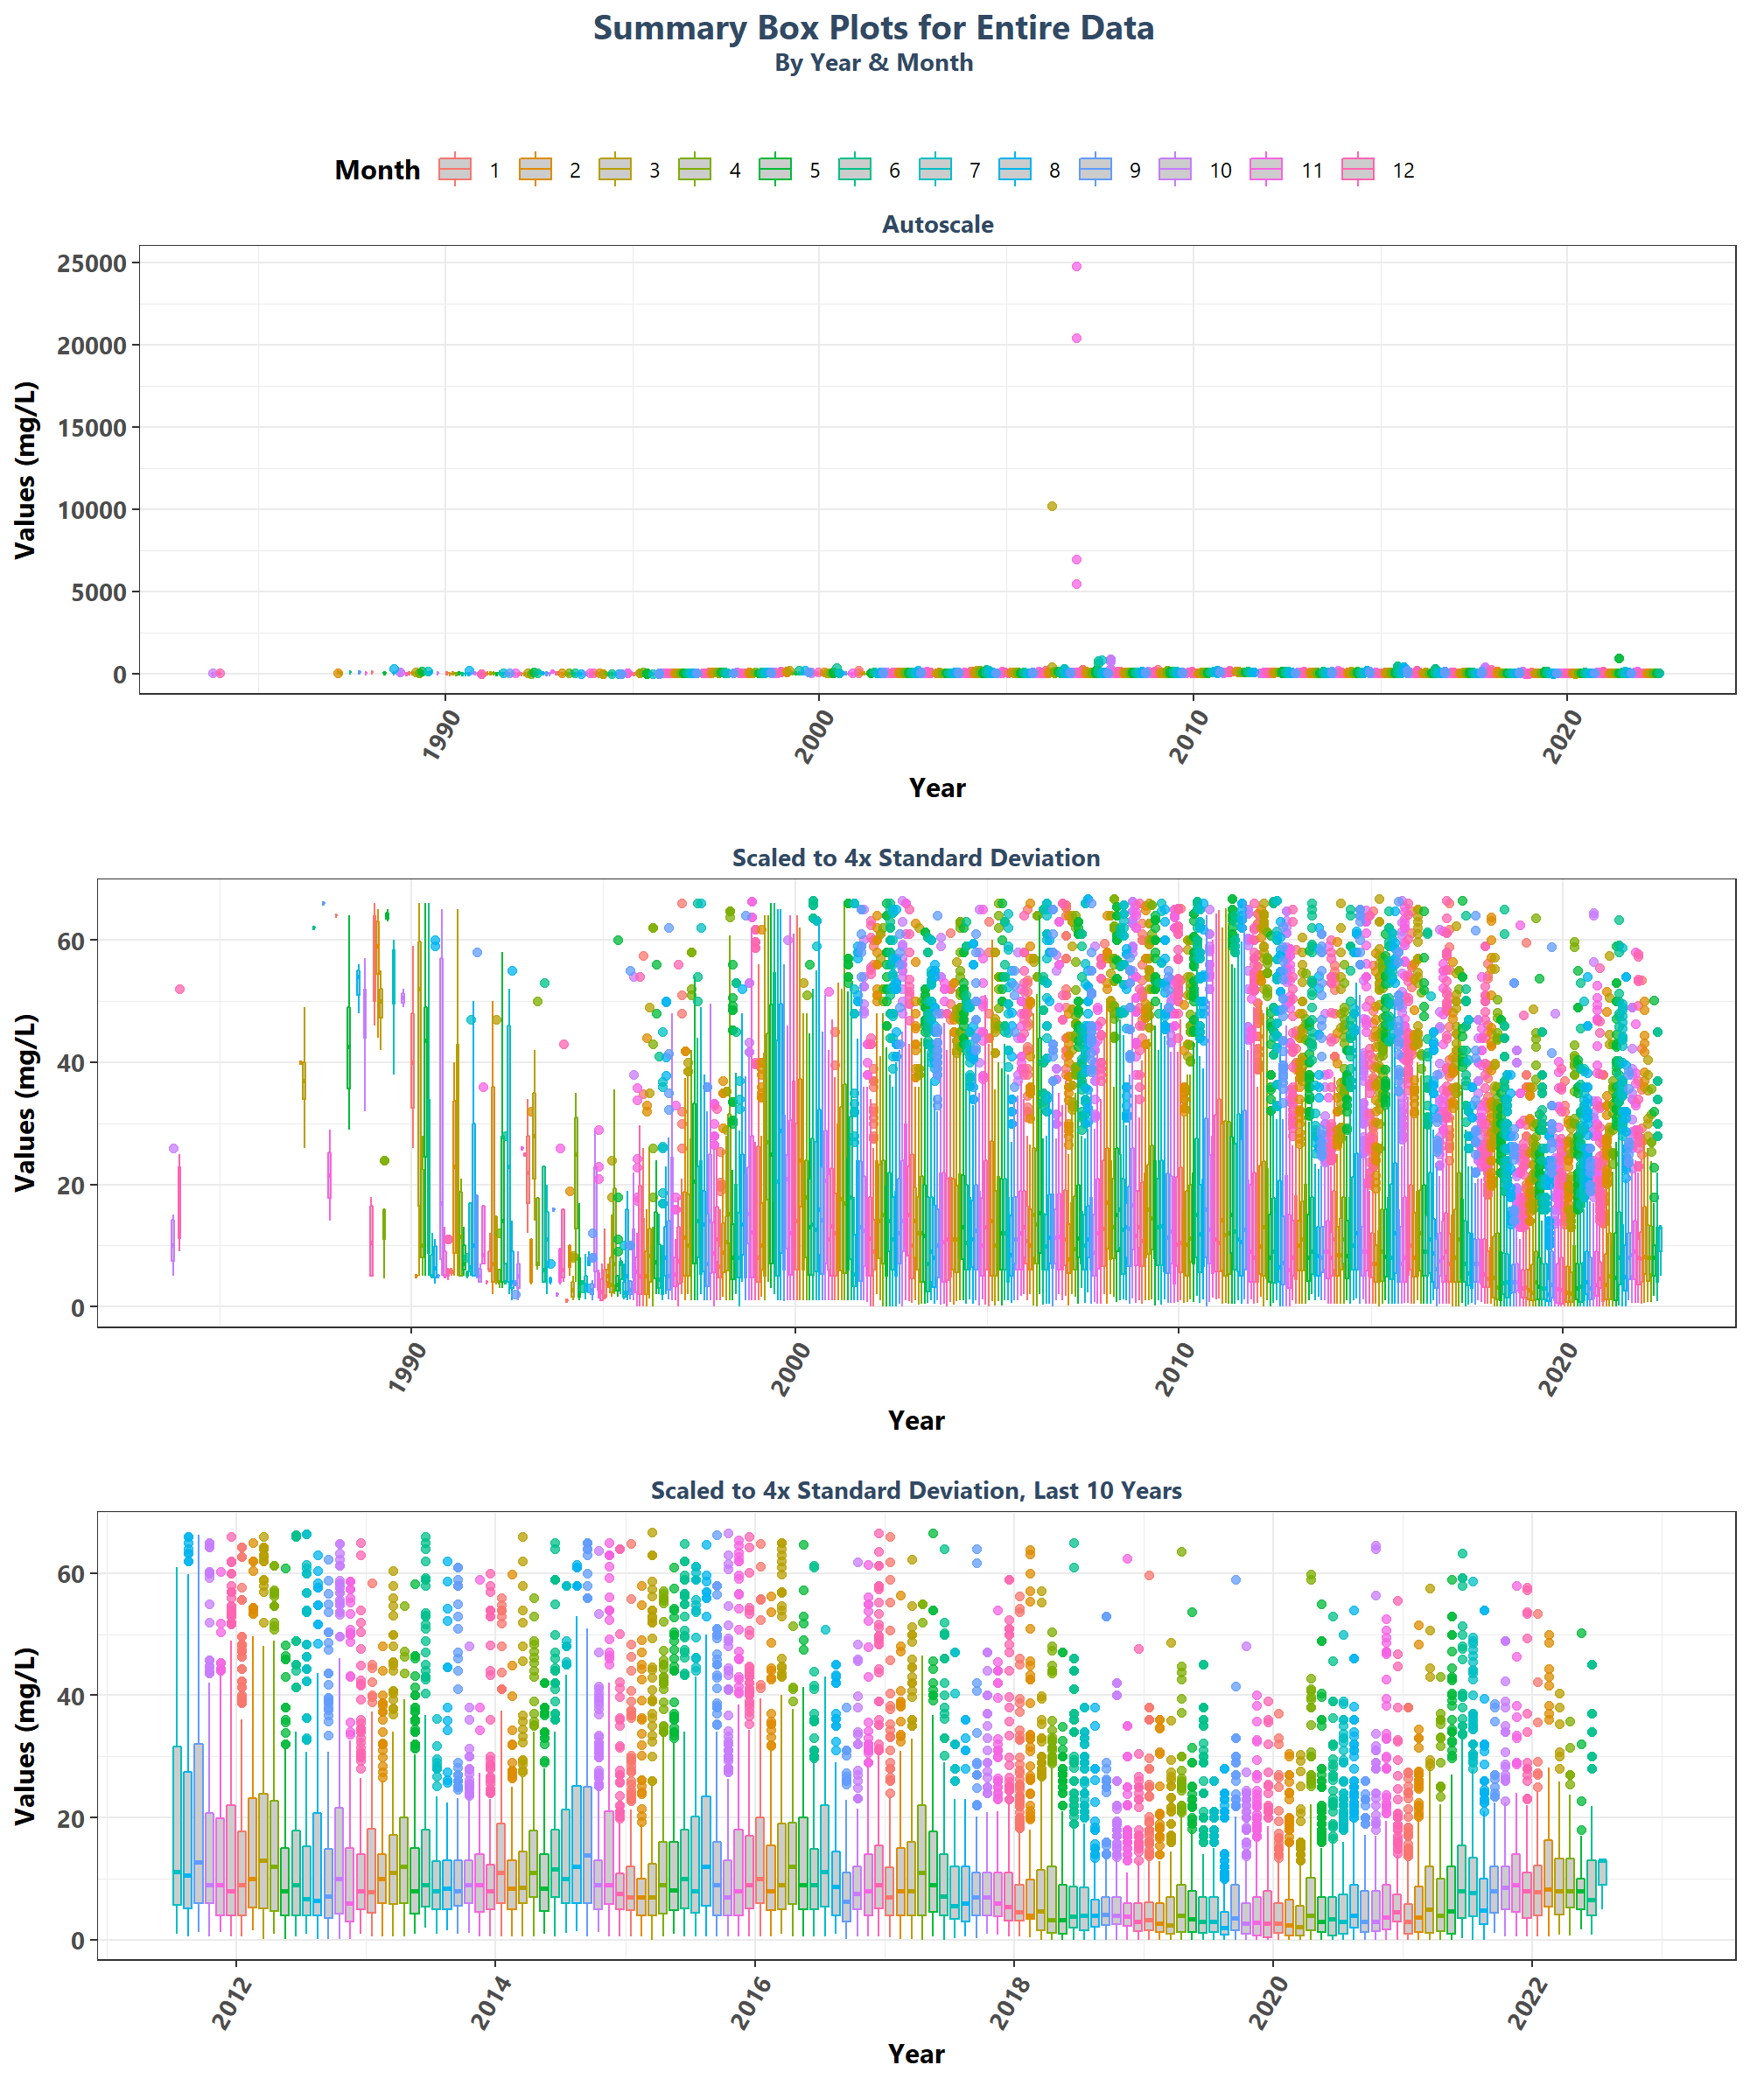 Summary Box Plots for Entire Data
By Year & Month
Month 1 2 3 4 5 6 7 8 9 10 11 12
Autoscale
Values (mg/L)
25000
20000
15000
10000
5000
0
1990 2000 2010 2020
Year
Scaled to 4x Standard Deviation
Values (mg/L)
60
40
20
0
1990 2000 2010 2020
Year
Scaled to 4x Standard Deviation, Last 10 Years
Values (mg/L)
60
40
20
0
2012 2014 2016 2018 2020 2022
Year